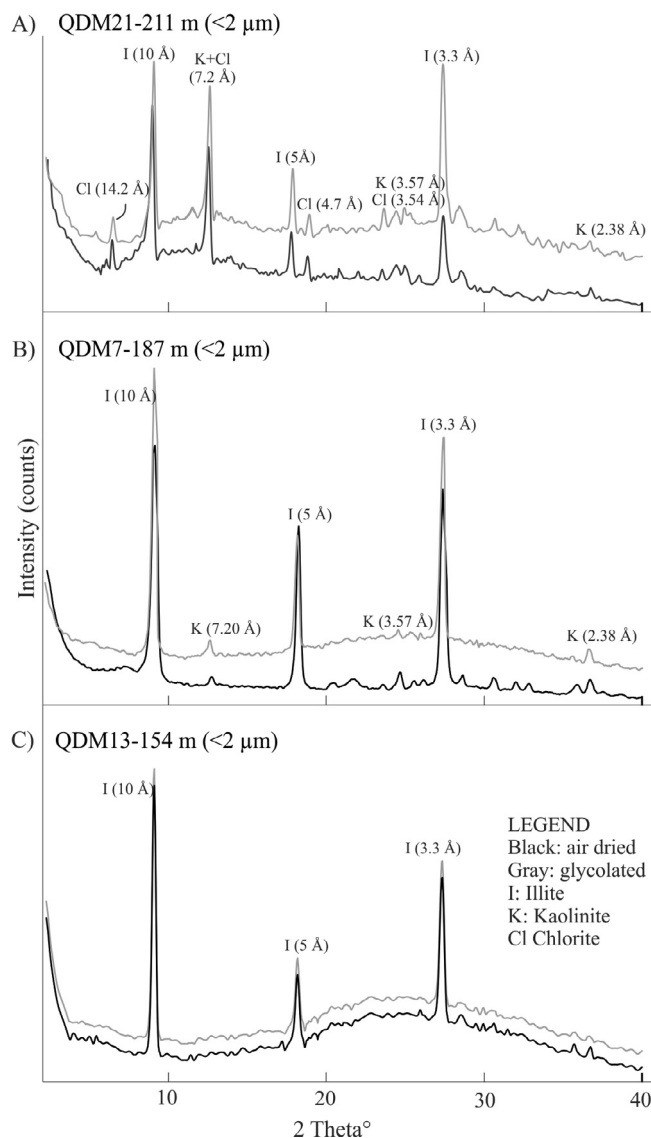 A) QDM21-211 m (<2 µm)
I (10 Å)
K+Cl
(7.2 Å)
I (3.3 Å)
Cl (14.2 Å)
I (5Å)
Cl (4.7 Å)
K (3.57 Å)
Cl (3.54 Å)
K (2.38 Å)
B) QDM7-187 m (<2 µm)
I (10 Å)
I (3.3 Å)
I (5 Å)
K (7.20 Å)
K (3.57 Å)
K (2.38 Å)
Intensity (counts)
C) QDM13-154 m (<2 µm)
I (10 Å)
I (3.3 Å)
I (5 Å)
LEGEND
Black: air dried
Gray: glycolated
I: Illite
K: Kaolinite
Cl Chlorite
10 20 30 40
2 Theta°